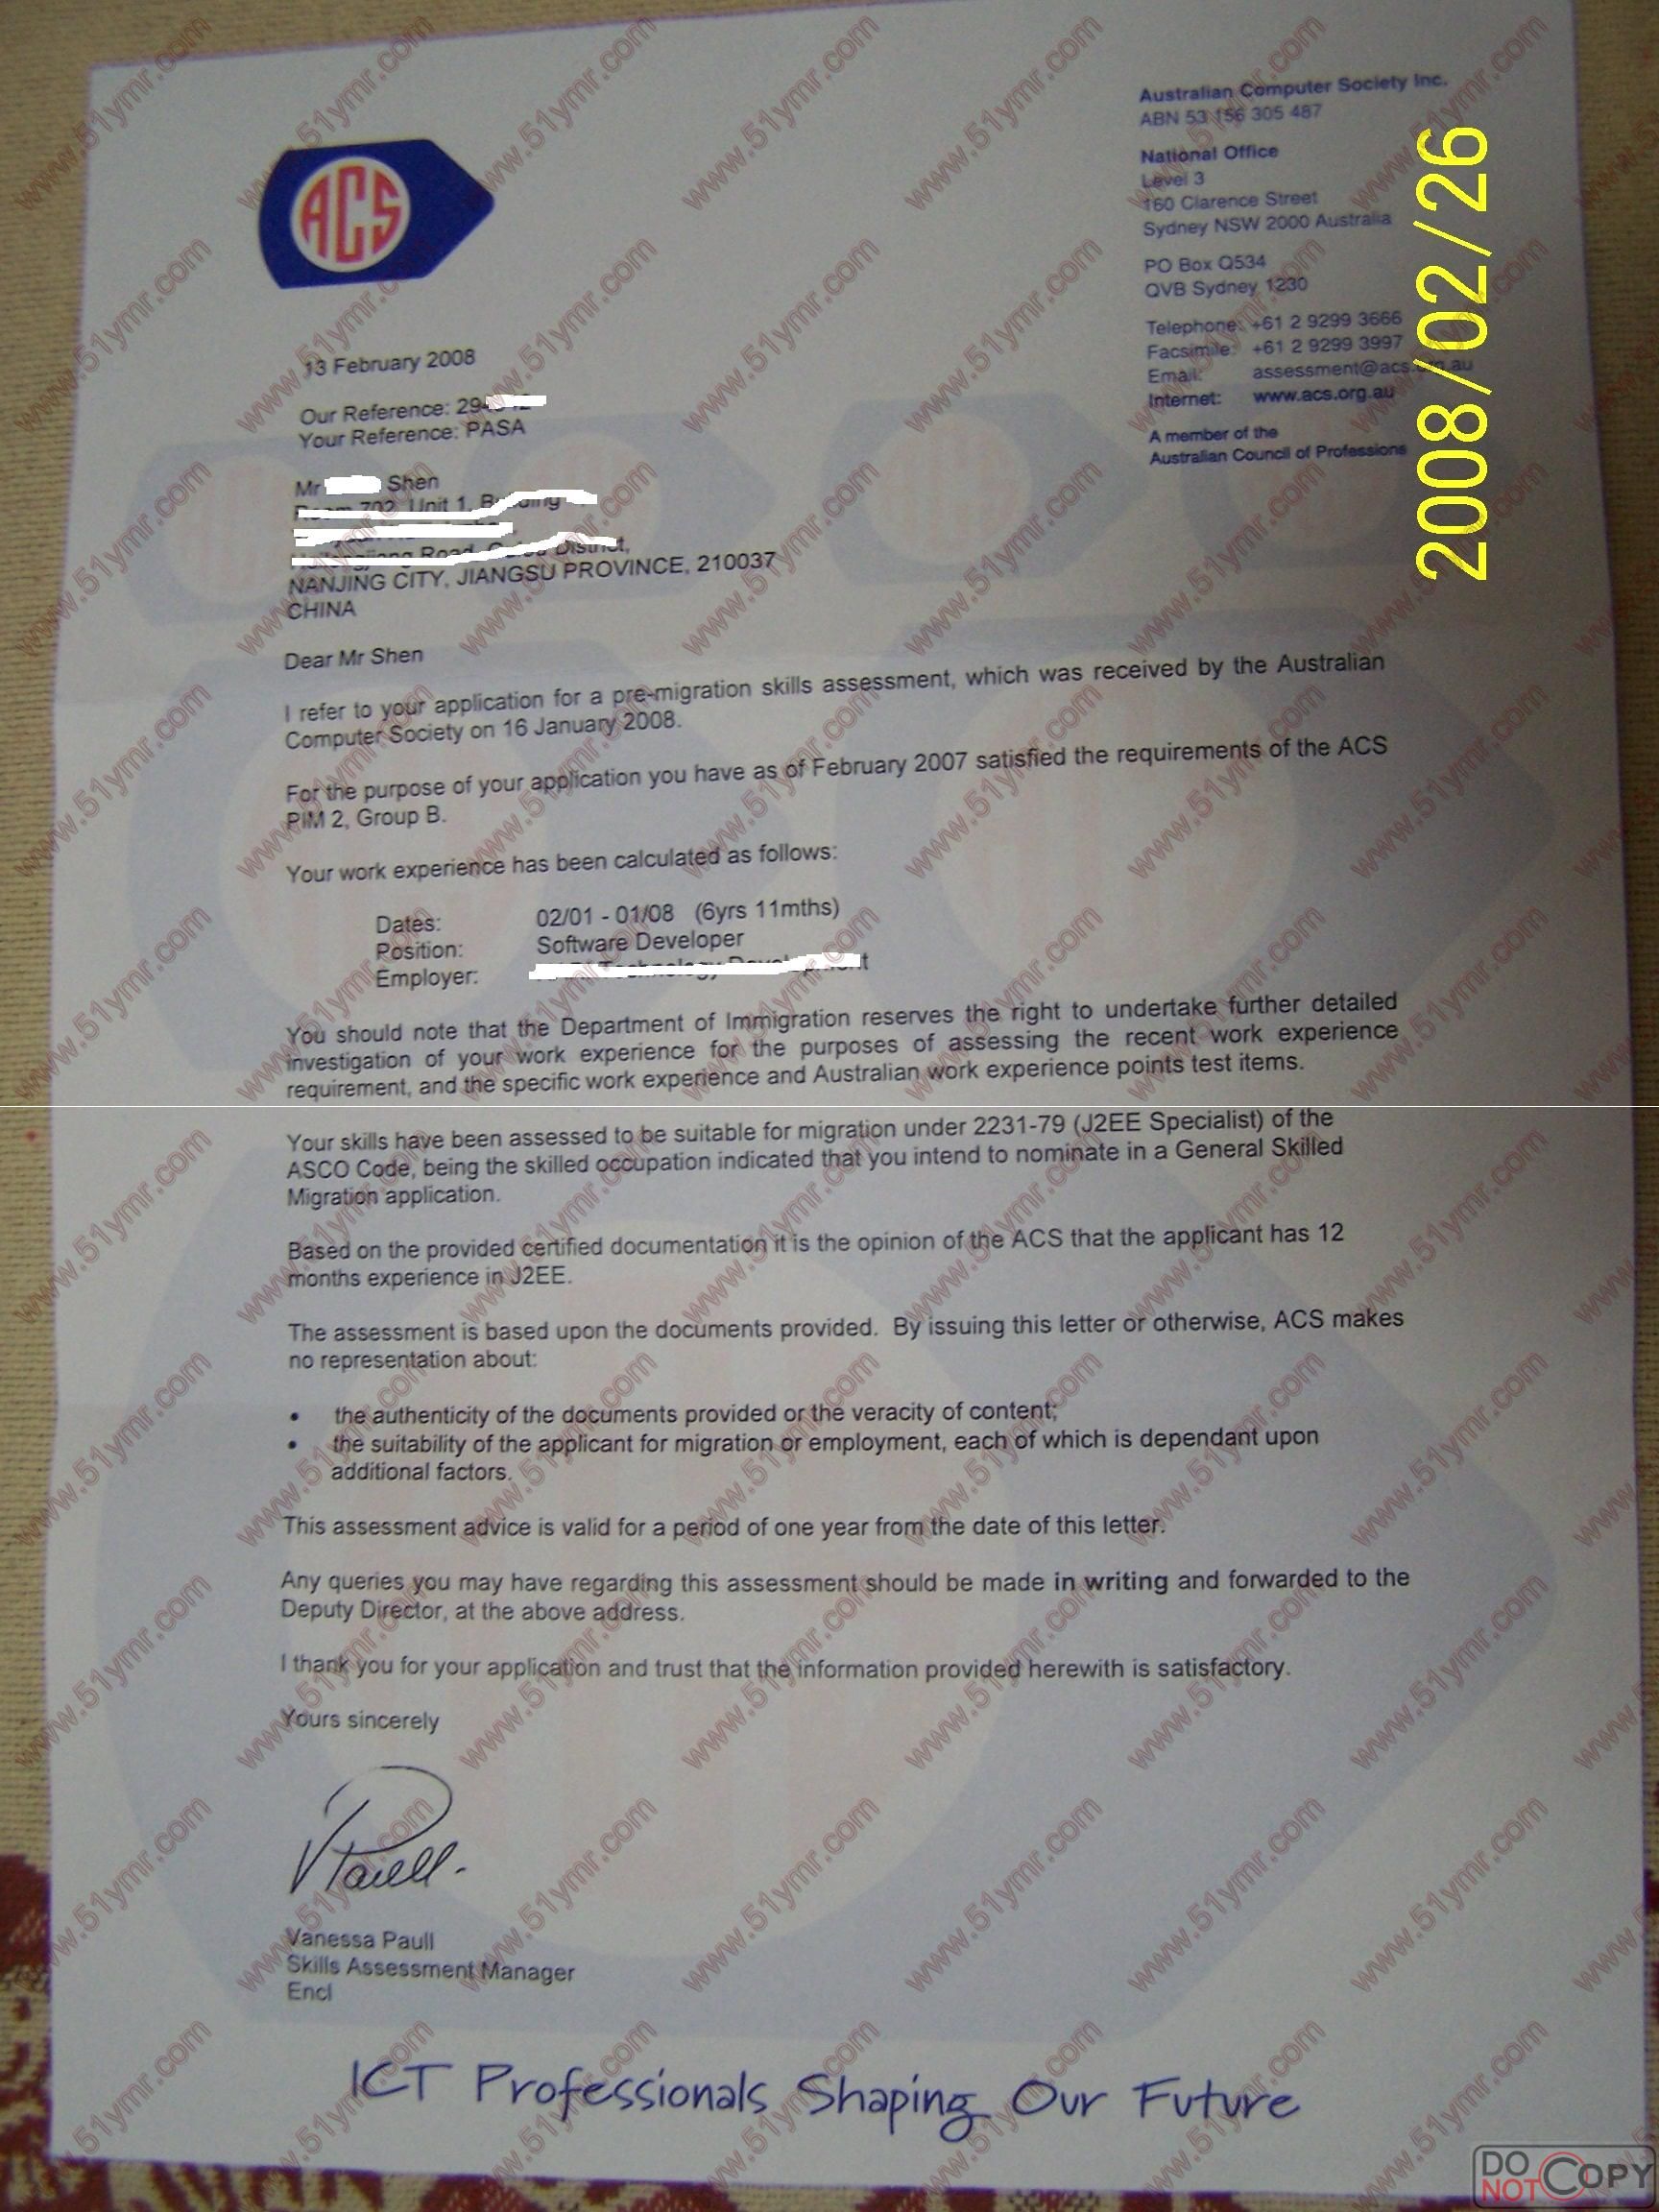 Australian Computer Society Inc.
ABN 53 156 305 487
National Office
Level 3
160 Clarence Street
Sydney NSW 2000 Australia
PO Box Q534
QVB Sydney 1230
Telephone: +61 2 9299 3666
Facsimile: +61 2 9299 3997
Email: assessment@acs.org.au
Internet: www.acs.org.au
A member of the
Australian Council of Professions
2008/02/26
ACS
13 February 2008
Our Reference: 29
Your Reference: PASA
Mr Shen
702, Unit 1,
Road, District,
NANJING CITY, JIANGSU PROVINCE, 210037
CHINA
Dear Mr Shen
I refer to your application for a pre-migration skills assessment, which was received by the Australian
Computer Society on 16 January 2008.
For the purpose of your application you have as of February 2007 satisfied the requirements of the ACS
PIM 2, Group B.
Your work experience has been calculated as follows:
Dates: 02/01 - 01/08 (6yrs 11mths)
Position: Software Developer
Employer: Technology Development
You should note that the Department of Immigration reserves the right to undertake further detailed
investigation of your work experience for the purposes of assessing the recent work experience
requirement, and the specific work experience and Australian work experience points test items.
Your skills have been assessed to be suitable for migration under 2231-79 (J2EE Specialist) of the
ASCO Code, being the skilled occupation indicated that you intend to nominate in a General Skilled
Migration application.
Based on the provided certified documentation it is the opinion of the ACS that the applicant has 12
months experience in J2EE.
The assessment is based upon the documents provided. By issuing this letter or otherwise, ACS makes
no representation about:
• the authenticity of the documents provided or the veracity of content;
• the suitability of the applicant for migration or employment, each of which is dependant upon
additional factors.
This assessment advice is valid for a period of one year from the date of this letter.
Any queries you may have regarding this assessment should be made in writing and forwarded to the
Deputy Director, at the above address.
I thank you for your application and trust that the information provided herewith is satisfactory.
Yours sincerely
VPaull.
Vanessa Paull
Skills Assessment Manager
Encl
ICT Professionals Shaping Our Future
DO NOT COPY
www.51ymr.com